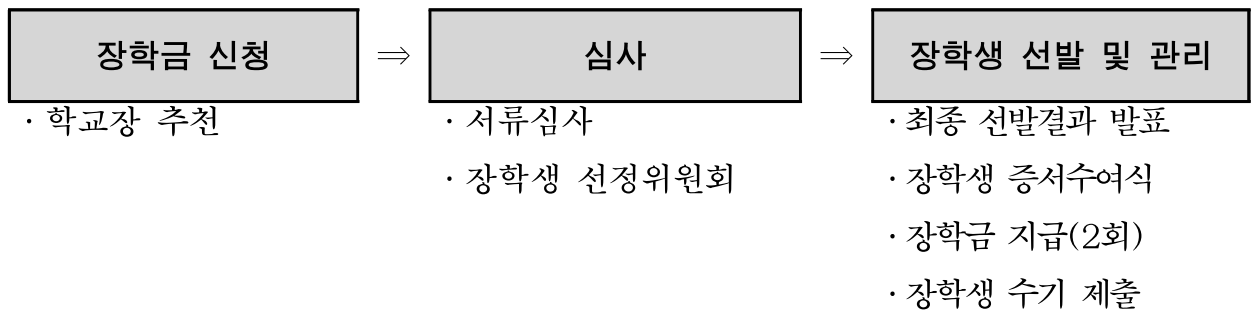 장학금 신청 ⇒ 심사 ⇒ 장학생 선발 및 관리
· 학교장 추천
· 서류심사
· 장학생 선정위원회
· 최종 선발결과 발표
· 장학생 증서수여식
· 장학금 지급(2회)
· 장학생 수기 제출